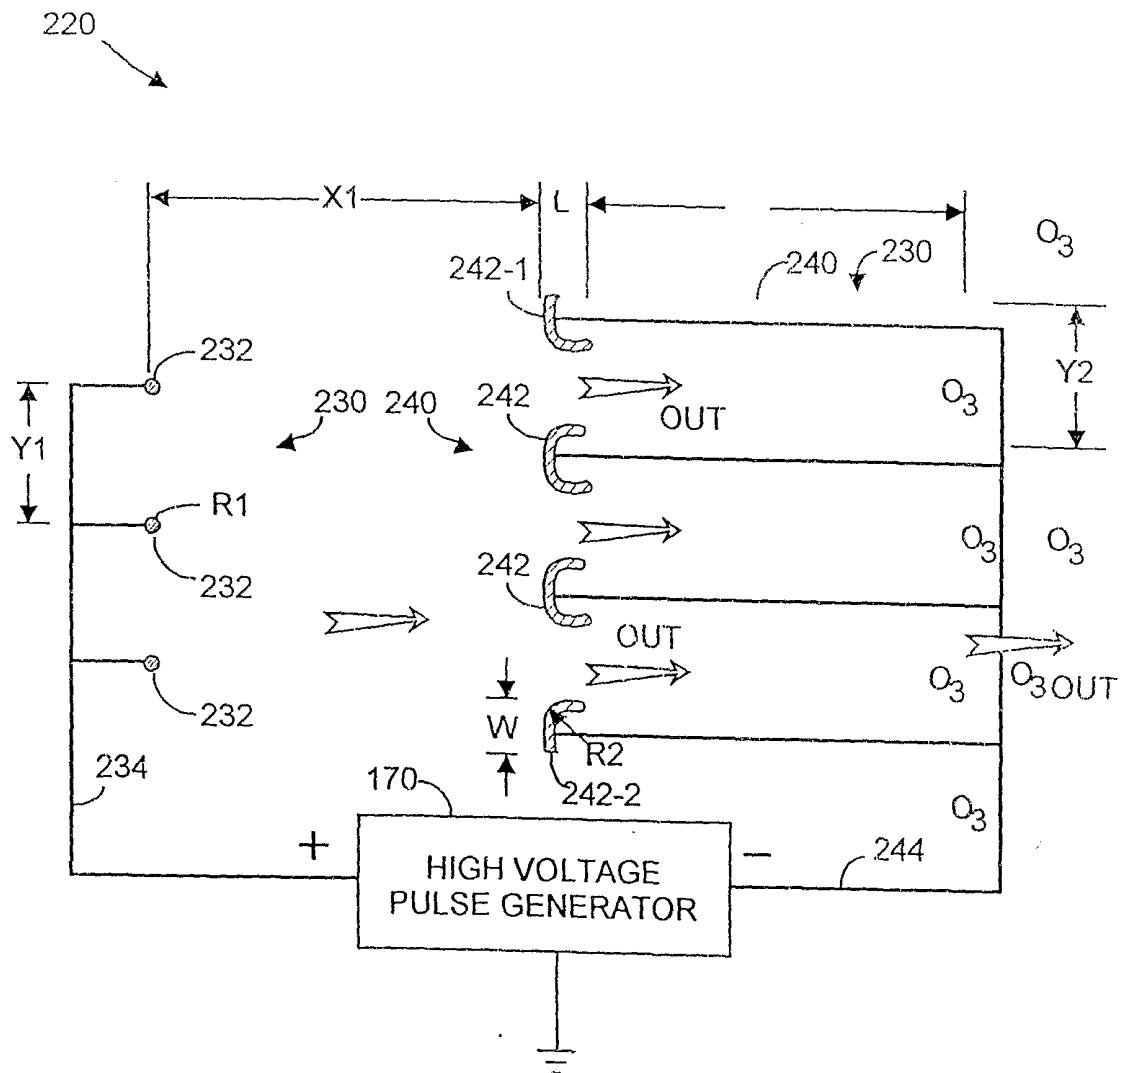 220
X1
L
O3
242-1
240
230
232
Y2
230
240
242
O3
OUT
Y1
R1
O3
O3
232
242
OUT
O3
O3 OUT
232
W
R2
234
170
242-2
O3
+
−
244
HIGH VOLTAGE
PULSE GENERATOR